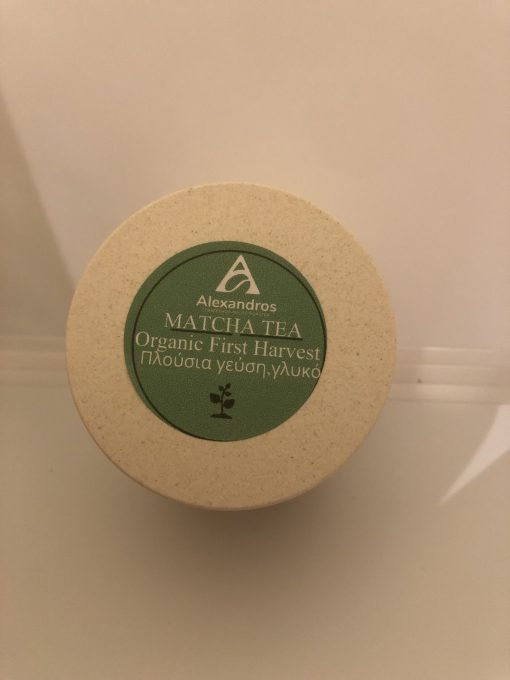 Alexandros
MATCHA TEA
Organic First Harvest
Πλούσια γεύση,γλυκό